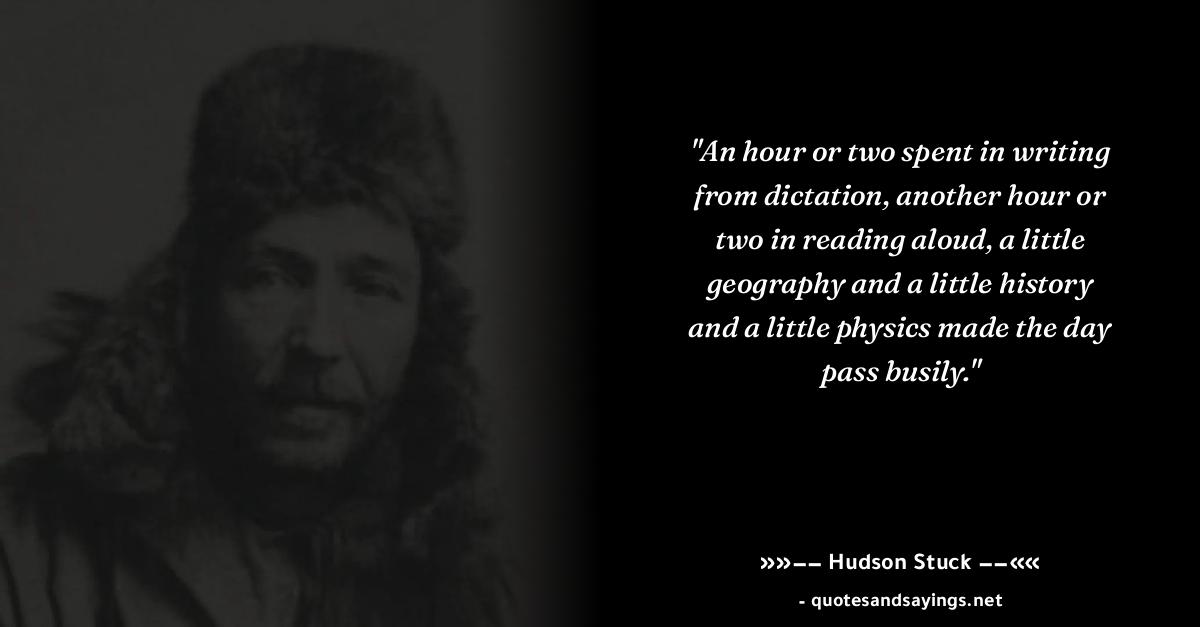 "An hour or two spent in writing
from dictation, another hour or
two in reading aloud, a little
geography and a little history
and a little physics made the day
pass busily."
»»–– Hudson Stuck ––««
- quotesandsayings.net